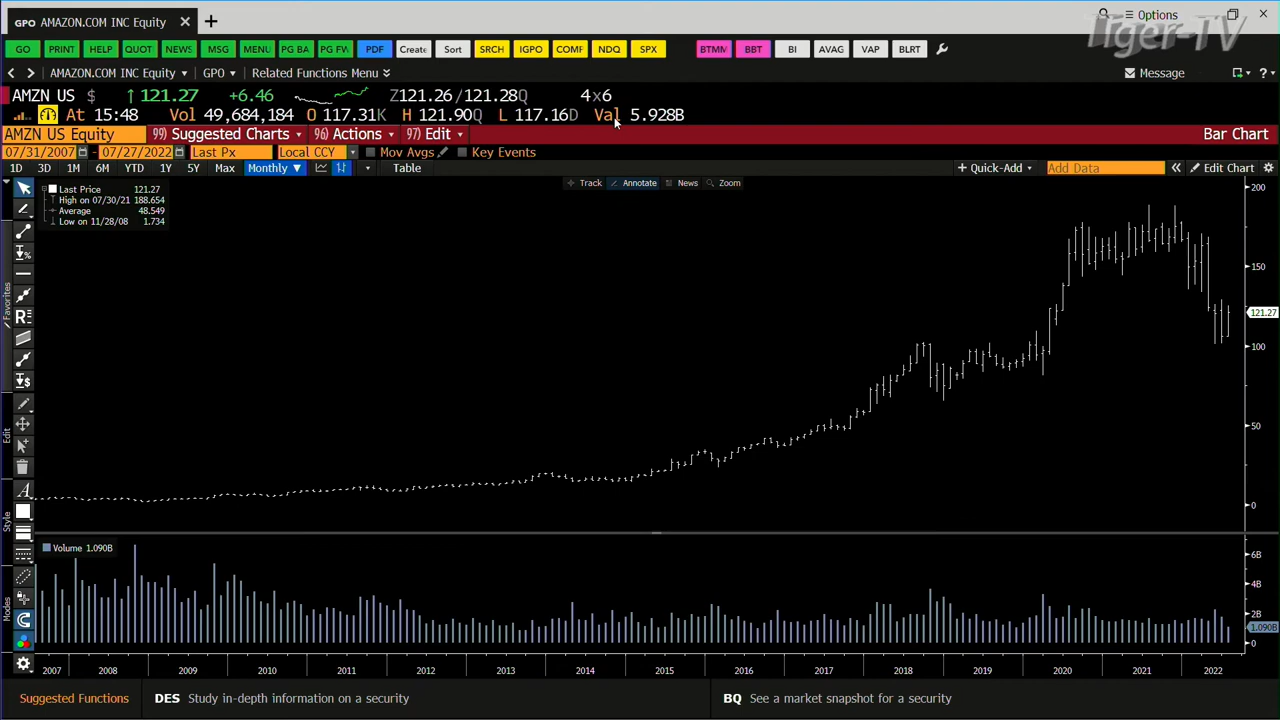 GPO AMAZON.COM INC Equity × + Options
Tiger-TV
GO PRINT HELP QUOT NEWS MSG MENU PG BA PG FV PDF Create Sort SRCH IGPO COMF NDQ SPX BTMM BBT BI AVAG VAP BLRT
< > AMZN.COM INC Equity GPO Related Functions Menu Message ?
AMZN US $ ↑ 121.27 +6.46 Z121.26/121.28Q 4x6
At 15:48 Vol 49,684,184 O 117.31K H 121.90Q L 117.16D Val 5.928B
AMZN US Equity 99) Suggested Charts 96) Actions 97) Edit Bar Chart
07/31/2007 - 07/27/2022 Last Px Local CCY Mov Avgs Key Events
1D 3D 1M 6M YTD 1Y 5Y Max Monthly ▼ Table + Quick-Add Add Data « Edit Chart
Track Annotate News Zoom
Last Price 121.27
High on 07/30/21 188.654
Average 48.549
Low on 11/28/08 1.734
200
150
121.27
100
50
0
Favorites
Edit
Style
Modes
Volume 1.090B
6B
4B
2B
1.090B
0
2007 2008 2009 2010 2011 2012 2013 2014 2015 2016 2017 2018 2019 2020 2021 2022
Suggested Functions DES Study in-depth information on a security BQ See a market snapshot for a security